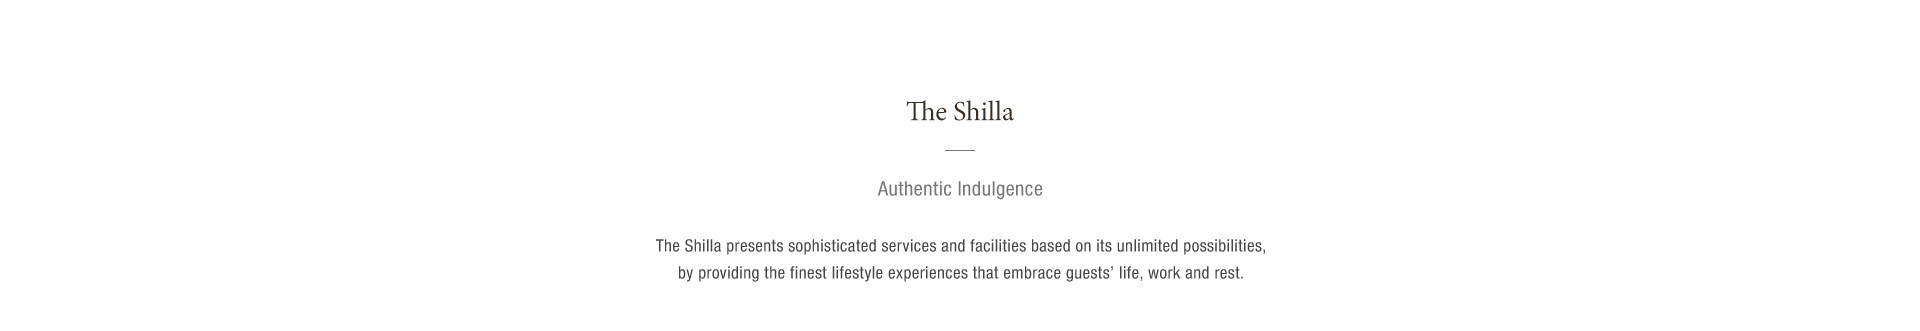 The Shilla
Authentic Indulgence
The Shilla presents sophisticated services and facilities based on its unlimited possibilities,
by providing the finest lifestyle experiences that embrace guests’ life, work and rest.